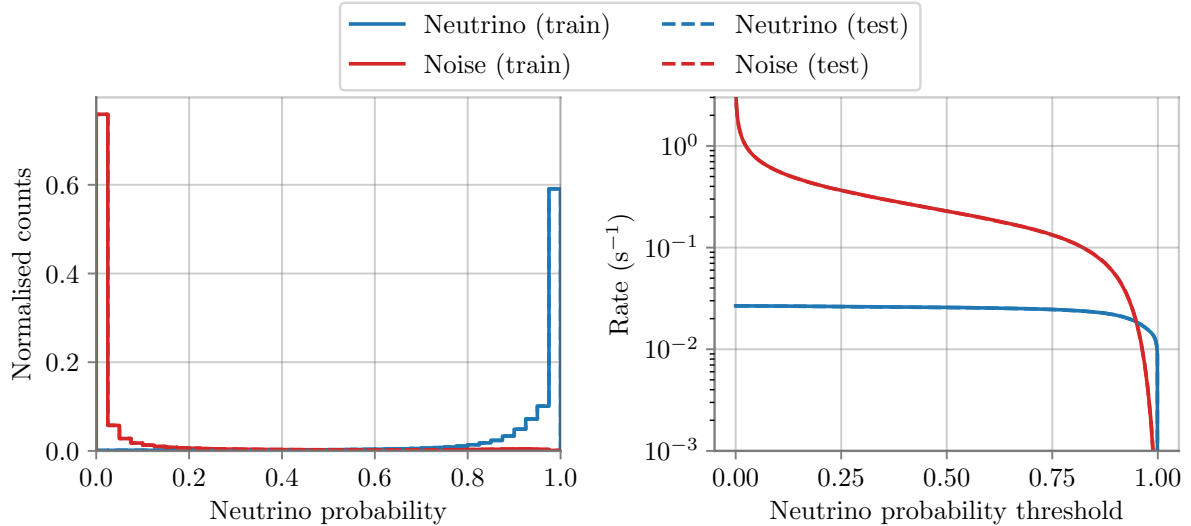 Neutrino (train) Neutrino (test)
Noise (train) Noise (test)
Normalised counts
0.6
0.4
0.2
0.0
0.0 0.2 0.4 0.6 0.8 1.0
Neutrino probability
Rate (s⁻¹)
10⁰
10⁻¹
10⁻²
10⁻³
0.00 0.25 0.50 0.75 1.00
Neutrino probability threshold